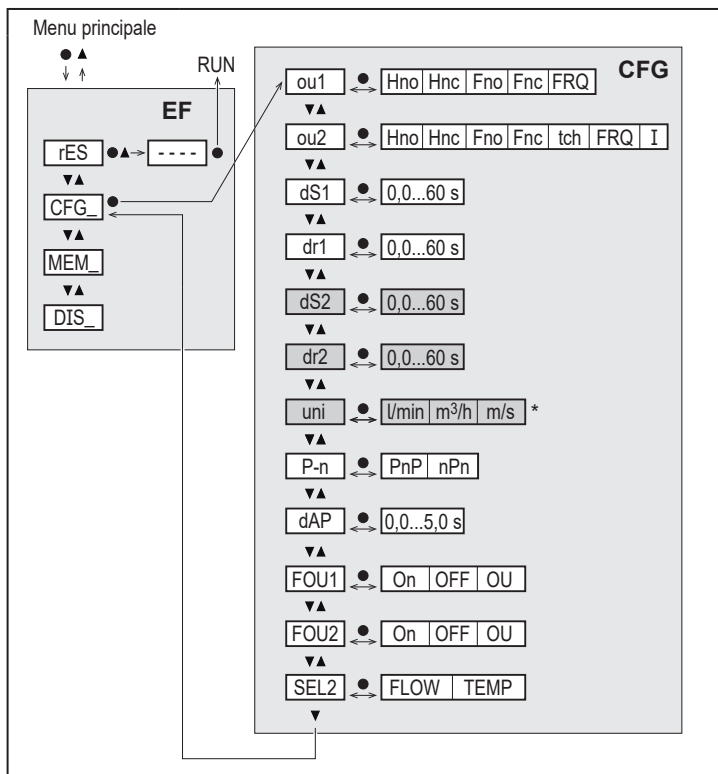 Menu principale
RUN
EF
rES - - - -
CFG_
MEM_
DIS_
CFG
ou1 Hno Hnc Fno Fnc FRQ
ou2 Hno Hnc Fno Fnc tch FRQ I
dS1 0,0...60 s
dr1 0,0...60 s
dS2 0,0...60 s
dr2 0,0...60 s
uni l/min m³/h m/s *
P-n PnP nPn
dAP 0,0...5,0 s
FOU1 On OFF OU
FOU2 On OFF OU
SEL2 FLOW TEMP